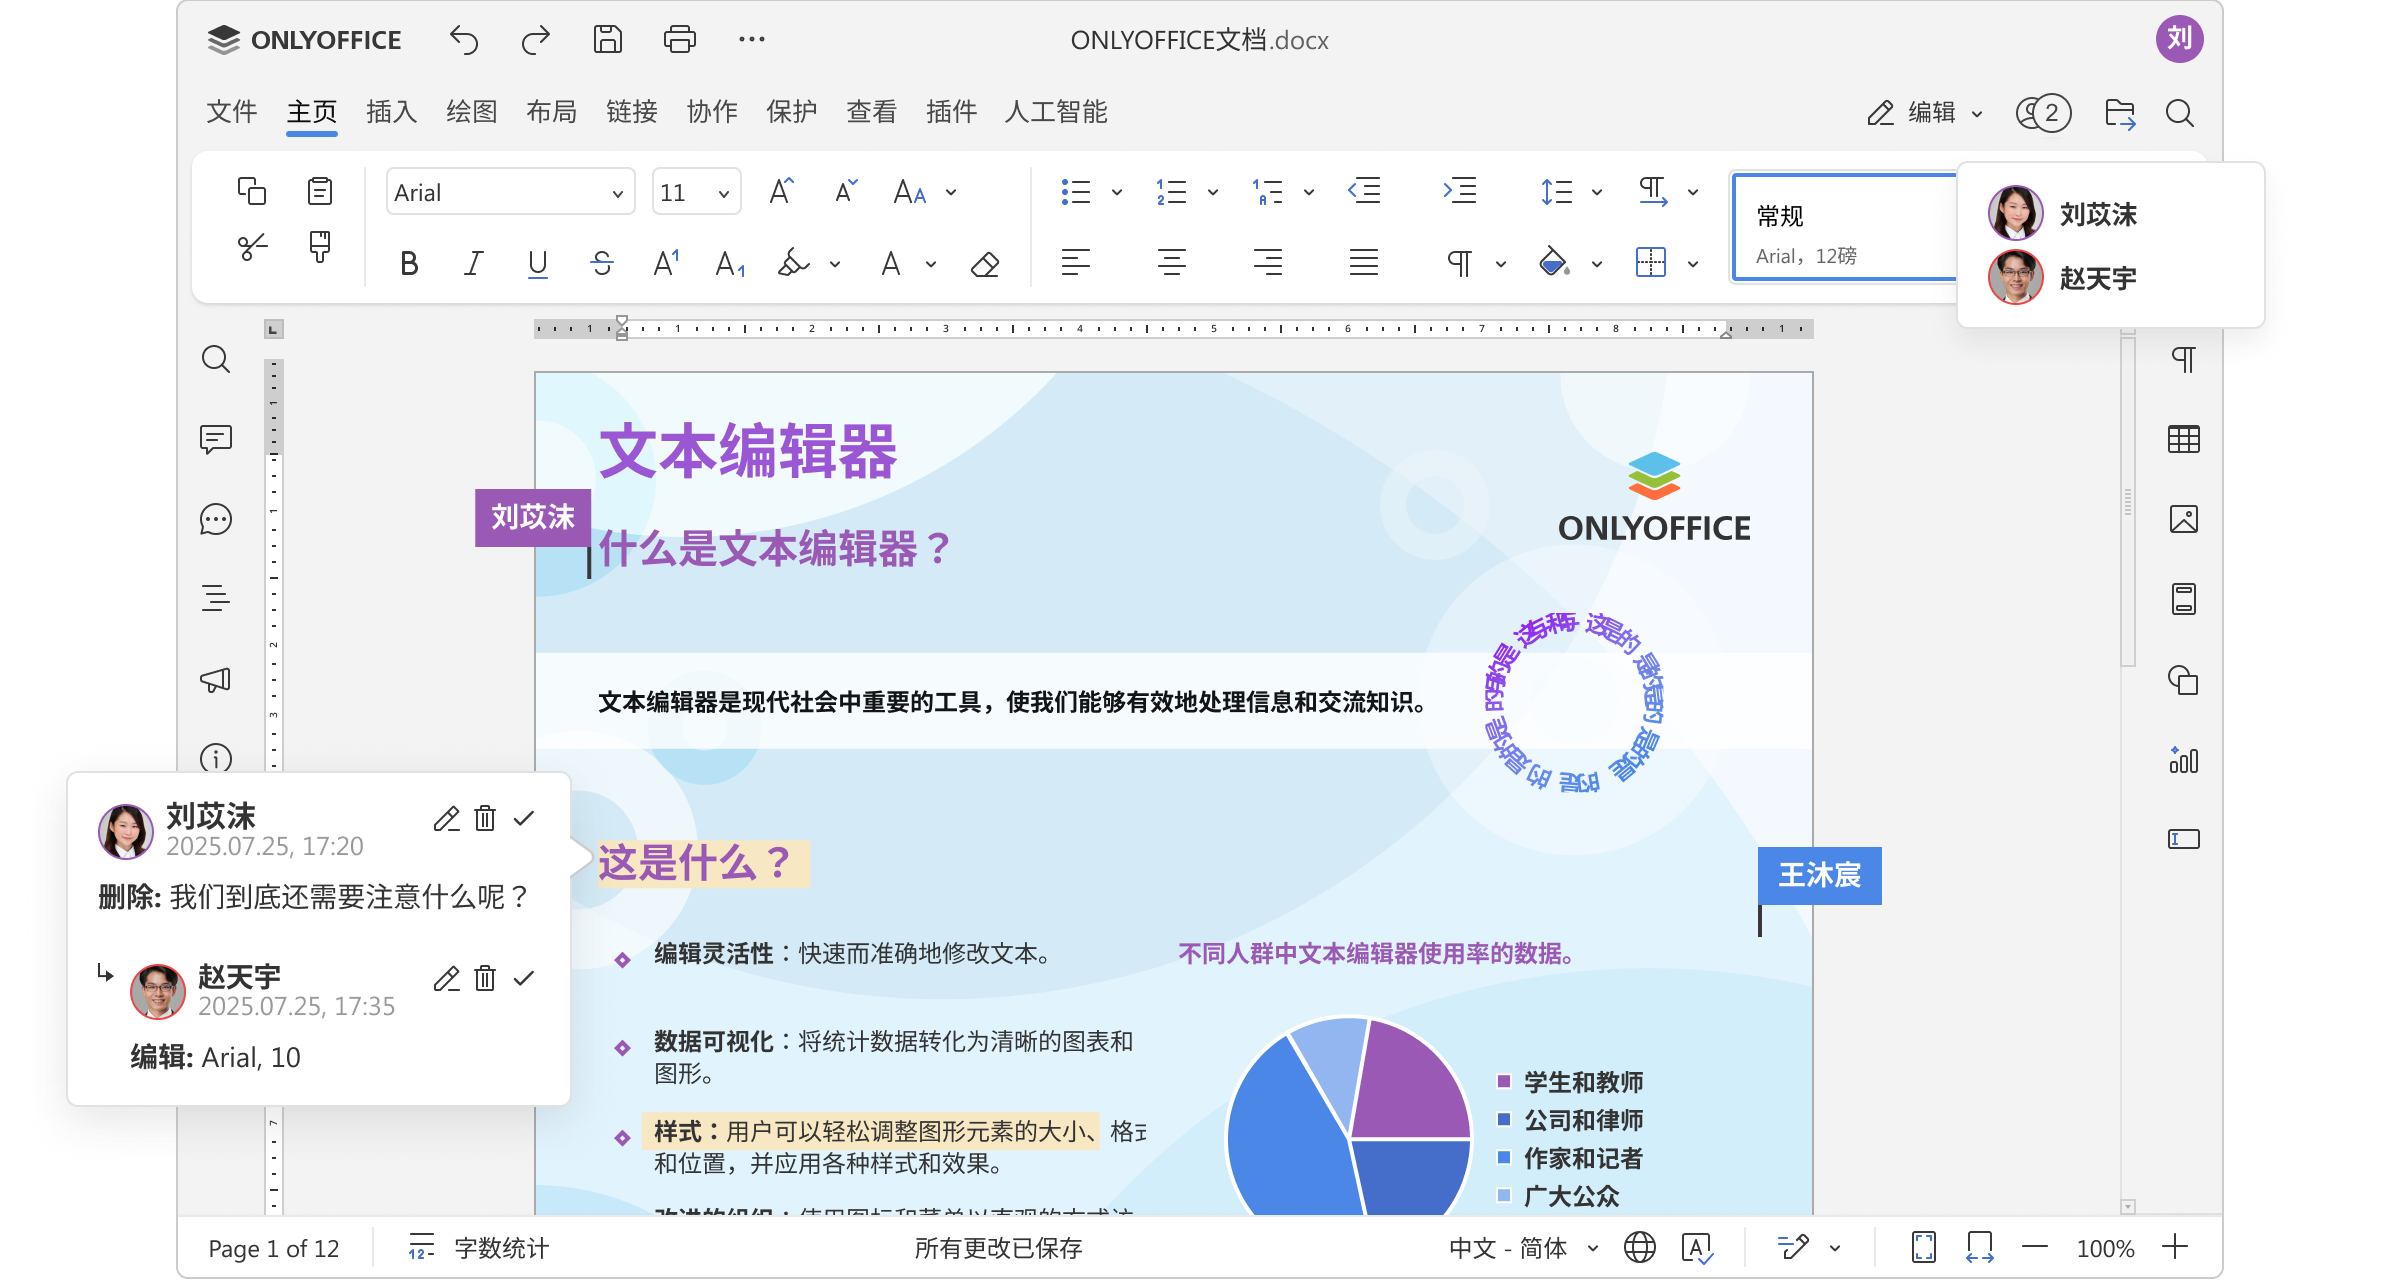 ONLYOFFICE
ONLYOFFICE文档.docx
刘
文件 主页 插入 绘图 布局 链接 协作 保护 查看 插件 人工智能
编辑
2
Arial
11
常规
Arial，12磅
刘苡沫
赵天宇
文本编辑器
刘苡沫
什么是文本编辑器？
ONLYOFFICE
文本编辑器是现代社会中重要的工具，使我们能够有效地处理信息和交流知识。
这是什么？
王沐宸
编辑灵活性：快速而准确地修改文本。
数据可视化：将统计数据转化为清晰的图表和
图形。
样式：用户可以轻松调整图形元素的大小、格式
和位置，并应用各种样式和效果。
不同人群中文本编辑器使用率的数据。
学生和教师
公司和律师
作家和记者
广大公众
刘苡沫
2025.07.25, 17:20
删除: 我们到底还需要注意什么呢？
赵天宇
2025.07.25, 17:35
编辑: Arial, 10
Page 1 of 12
字数统计
所有更改已保存
中文 - 简体
100%